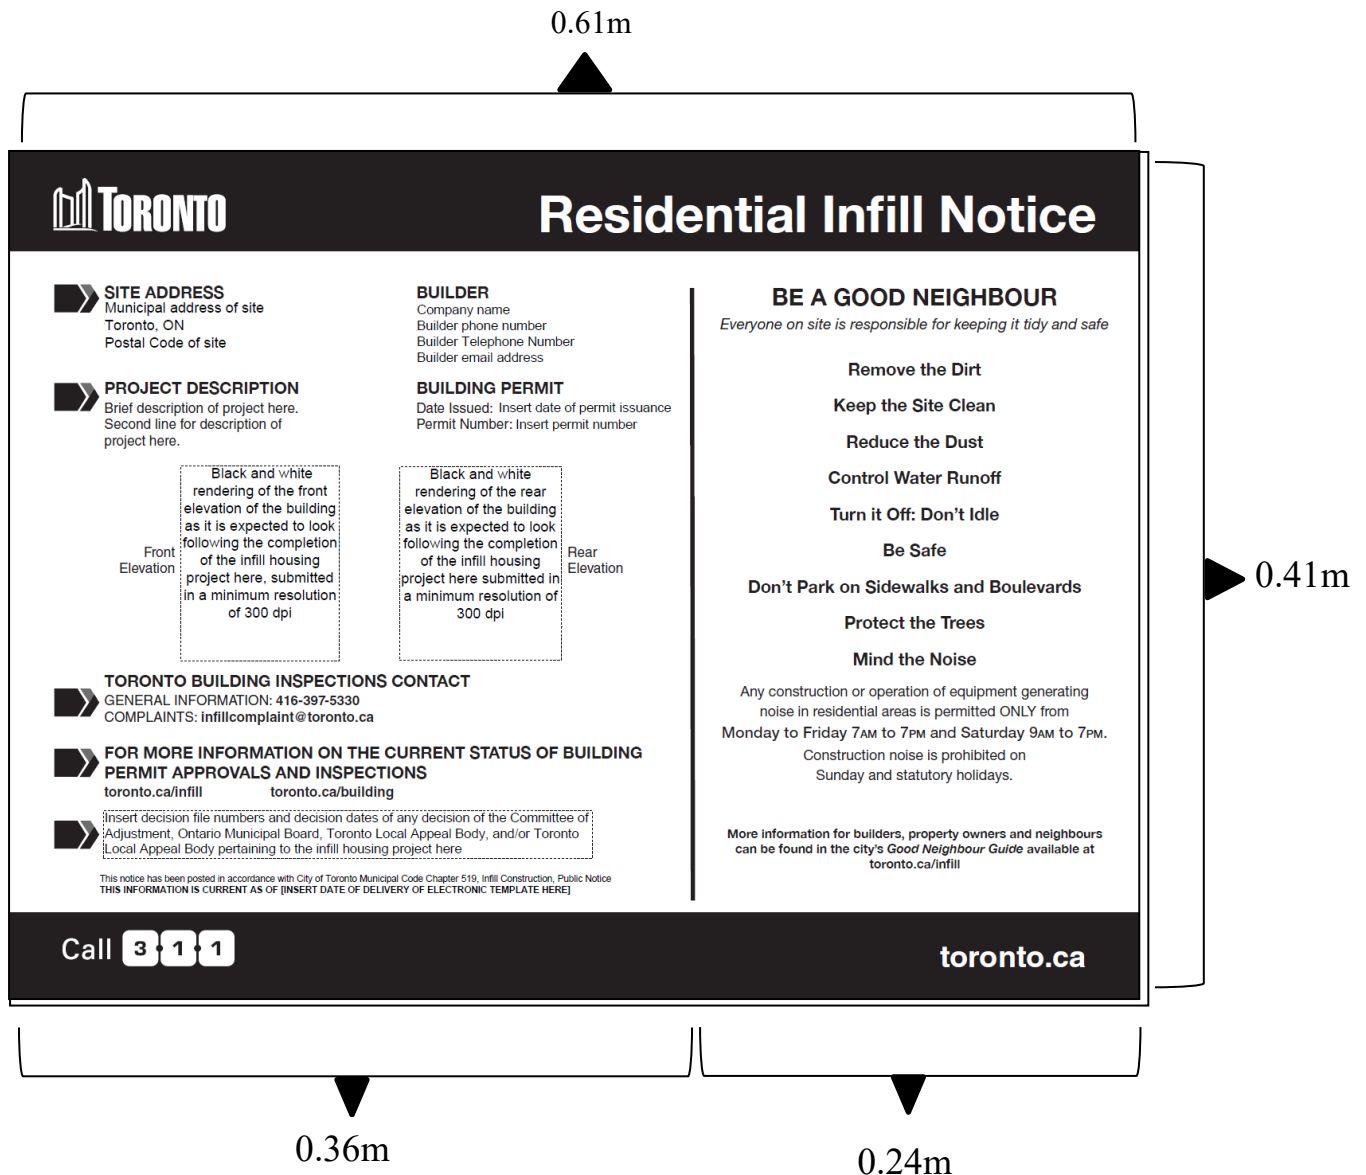 0.61m
TORONTO
Residential Infill Notice
SITE ADDRESS
Municipal address of site
Toronto, ON
Postal Code of site
BUILDER
Company name
Builder phone number
Builder Telephone Number
Builder email address
PROJECT DESCRIPTION
Brief description of project here.
Second line for description of
project here.
BUILDING PERMIT
Date Issued: Insert date of permit issuance
Permit Number: Insert permit number
Front
Elevation
Black and white
rendering of the front
elevation of the building
as it is expected to look
following the completion
of the infill housing
project here, submitted
in a minimum resolution
of 300 dpi
Black and white
rendering of the rear
elevation of the building
as it is expected to look
following the completion
of the infill housing
project here submitted in
a minimum resolution of
300 dpi
Rear
Elevation
TORONTO BUILDING INSPECTIONS CONTACT
GENERAL INFORMATION: 416-397-5330
COMPLAINTS: infillcomplaint@toronto.ca
FOR MORE INFORMATION ON THE CURRENT STATUS OF BUILDING
PERMIT APPROVALS AND INSPECTIONS
toronto.ca/infill toronto.ca/building
Insert decision file numbers and decision dates of any decision of the Committee of
Adjustment, Ontario Municipal Board, Toronto Local Appeal Body, and/or Toronto
Local Appeal Body pertaining to the infill housing project here
This notice has been posted in accordance with City of Toronto Municipal Code Chapter 519, Infill Construction, Public Notice
THIS INFORMATION IS CURRENT AS OF [INSERT DATE OF DELIVERY OF ELECTRONIC TEMPLATE HERE]
BE A GOOD NEIGHBOUR
Everyone on site is responsible for keeping it tidy and safe
Remove the Dirt
Keep the Site Clean
Reduce the Dust
Control Water Runoff
Turn it Off: Don't Idle
Be Safe
Don't Park on Sidewalks and Boulevards
Protect the Trees
Mind the Noise
Any construction or operation of equipment generating
noise in residential areas is permitted ONLY from
Monday to Friday 7AM to 7PM and Saturday 9AM to 7PM.
Construction noise is prohibited on
Sunday and statutory holidays.
More information for builders, property owners and neighbours
can be found in the city's Good Neighbour Guide available at
toronto.ca/infill
0.41m
Call 3·1·1
toronto.ca
0.36m
0.24m